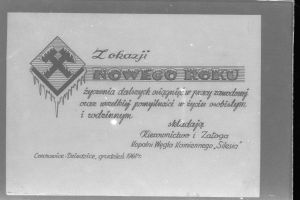 Z okazji
NOWEGO ROKU
życzenia dalszych osiągnięć w pracy zawodowej
oraz wszelkiej pomyślności w życiu osobistym
i rodzinnym
składają
Kierownictwo i Załoga
Kopalni Węgla Kamiennego „Silesia"
Czechowice-Dziedzice, grudzień